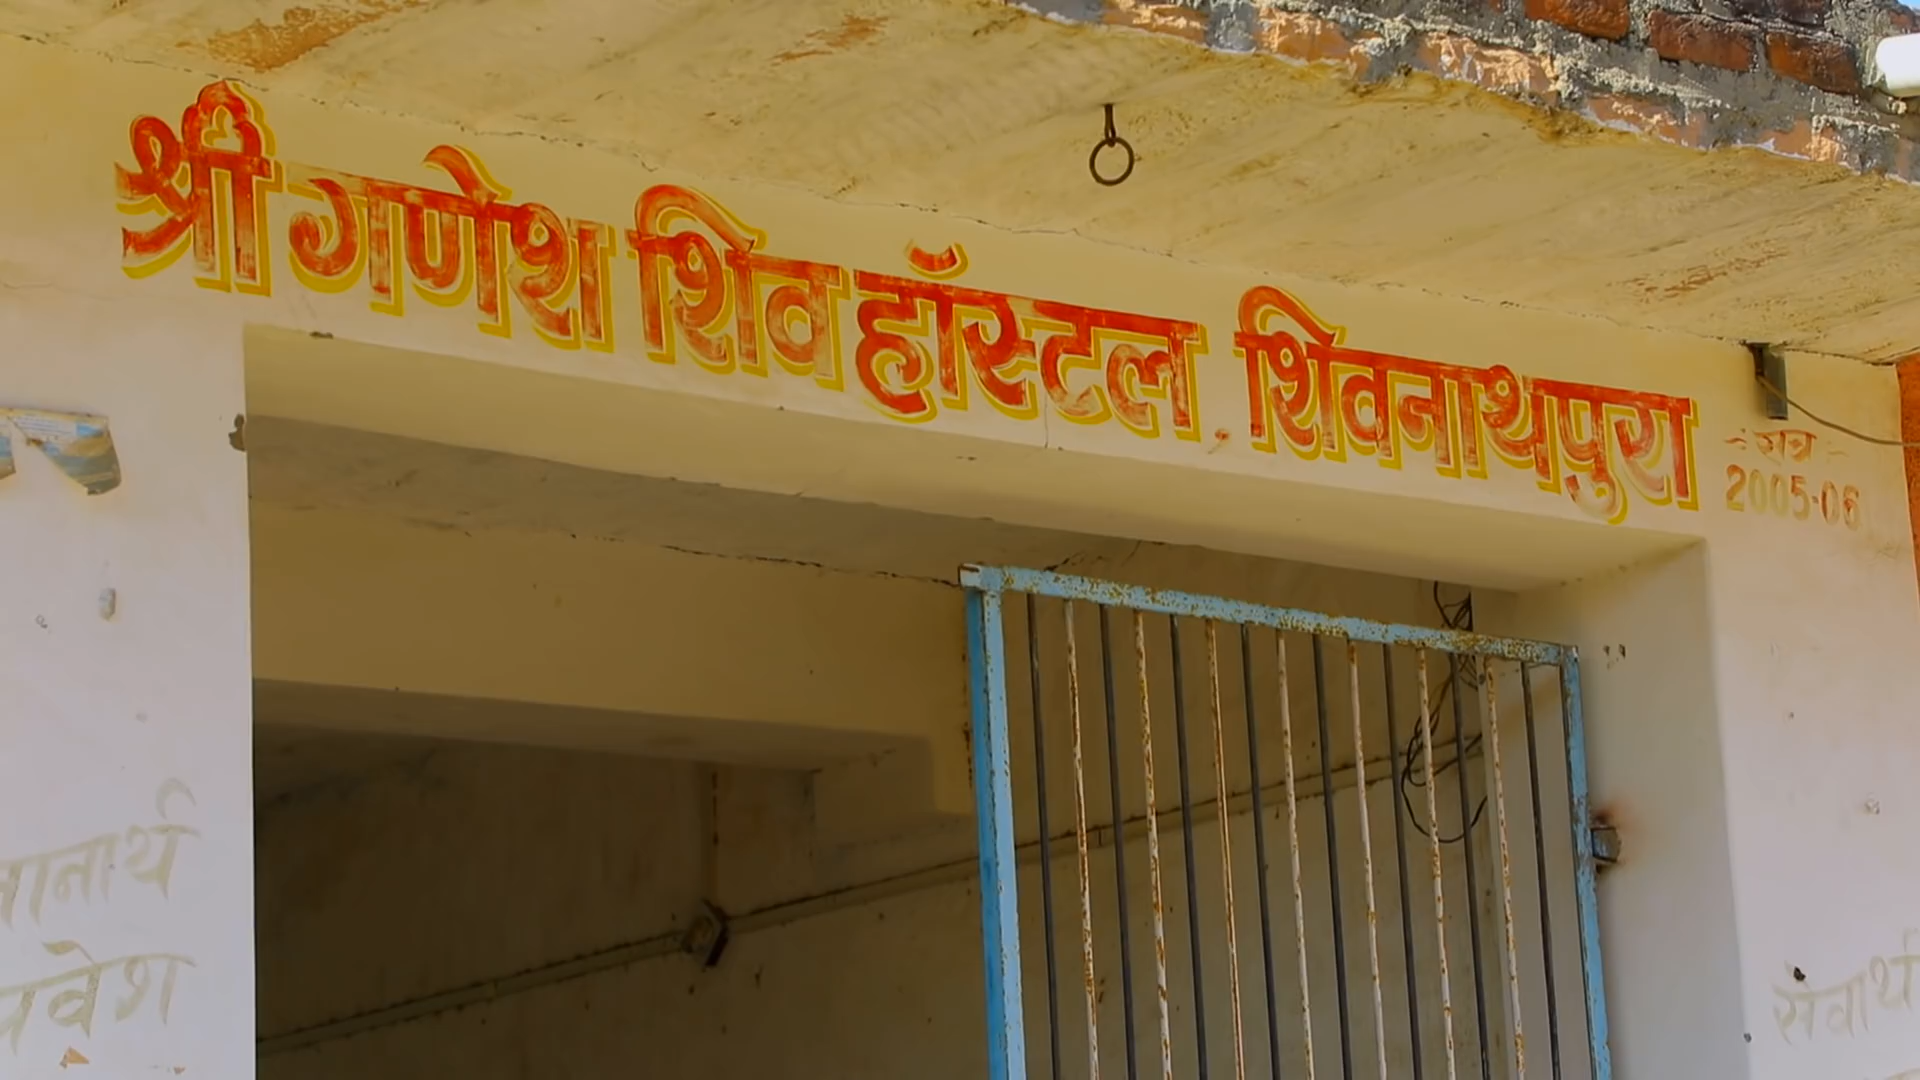 श्री गणेश शिव हॉस्टल शिवनाथपुरा
सत्र
2005-06
प्रवेश
सेवार्थ